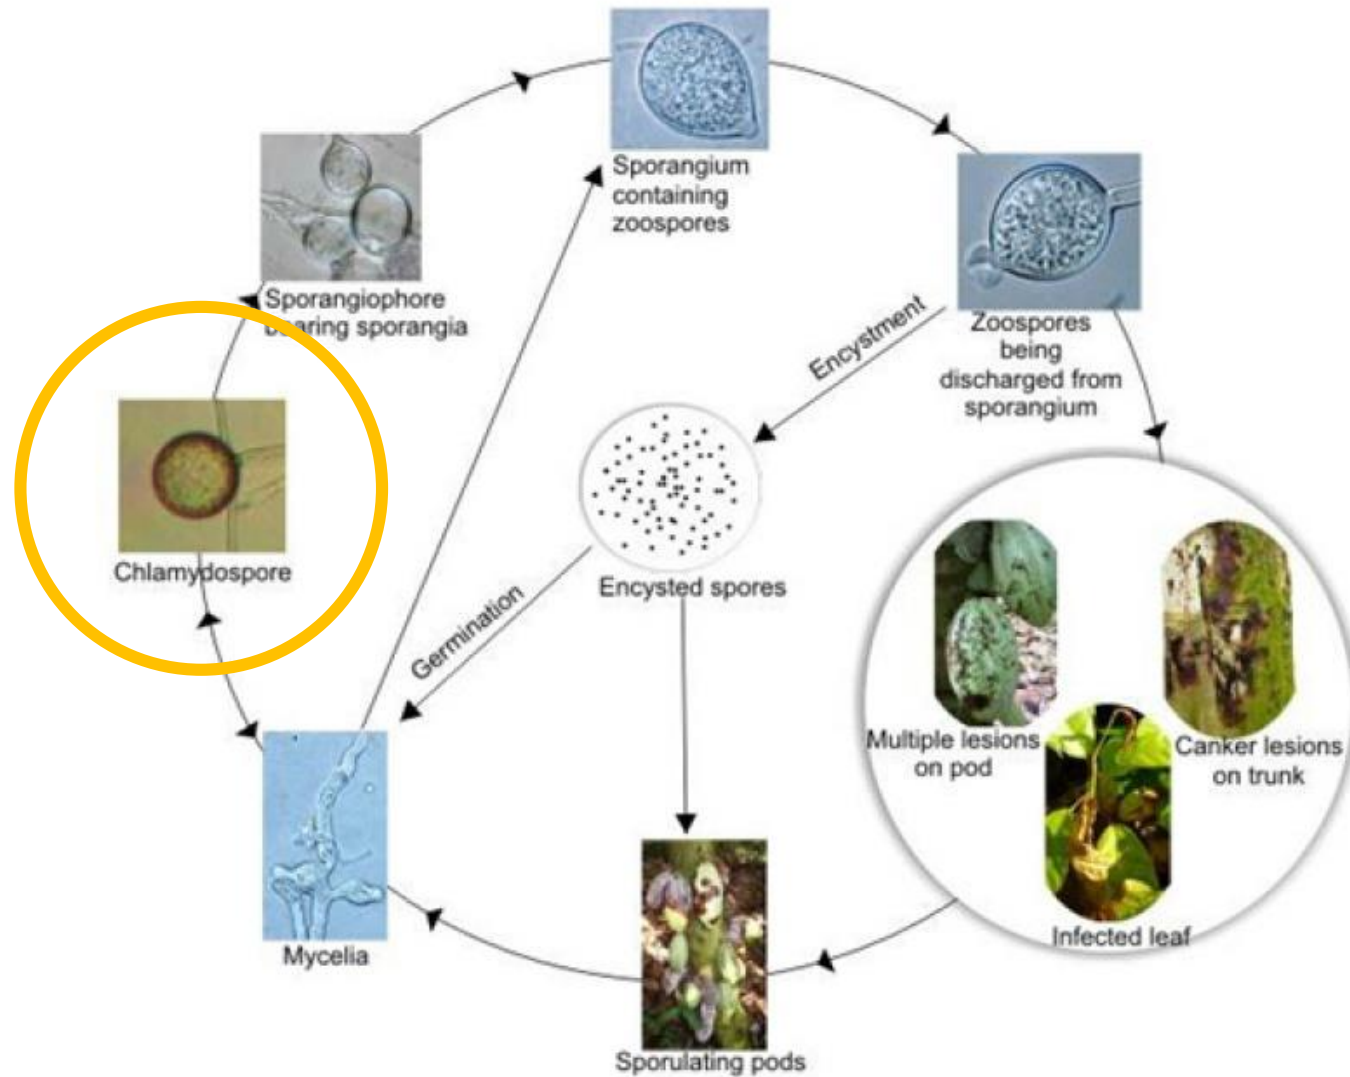 Sporangium
containing
zoospores
Sporangiophore
bearing sporangia
Zoospores
being
discharged from
sporangium
Encystment
Chlamydospore
Encysted spores
Germination
Multiple lesions
on pod
Canker lesions
on trunk
Infected leaf
Mycelia
Sporulating pods